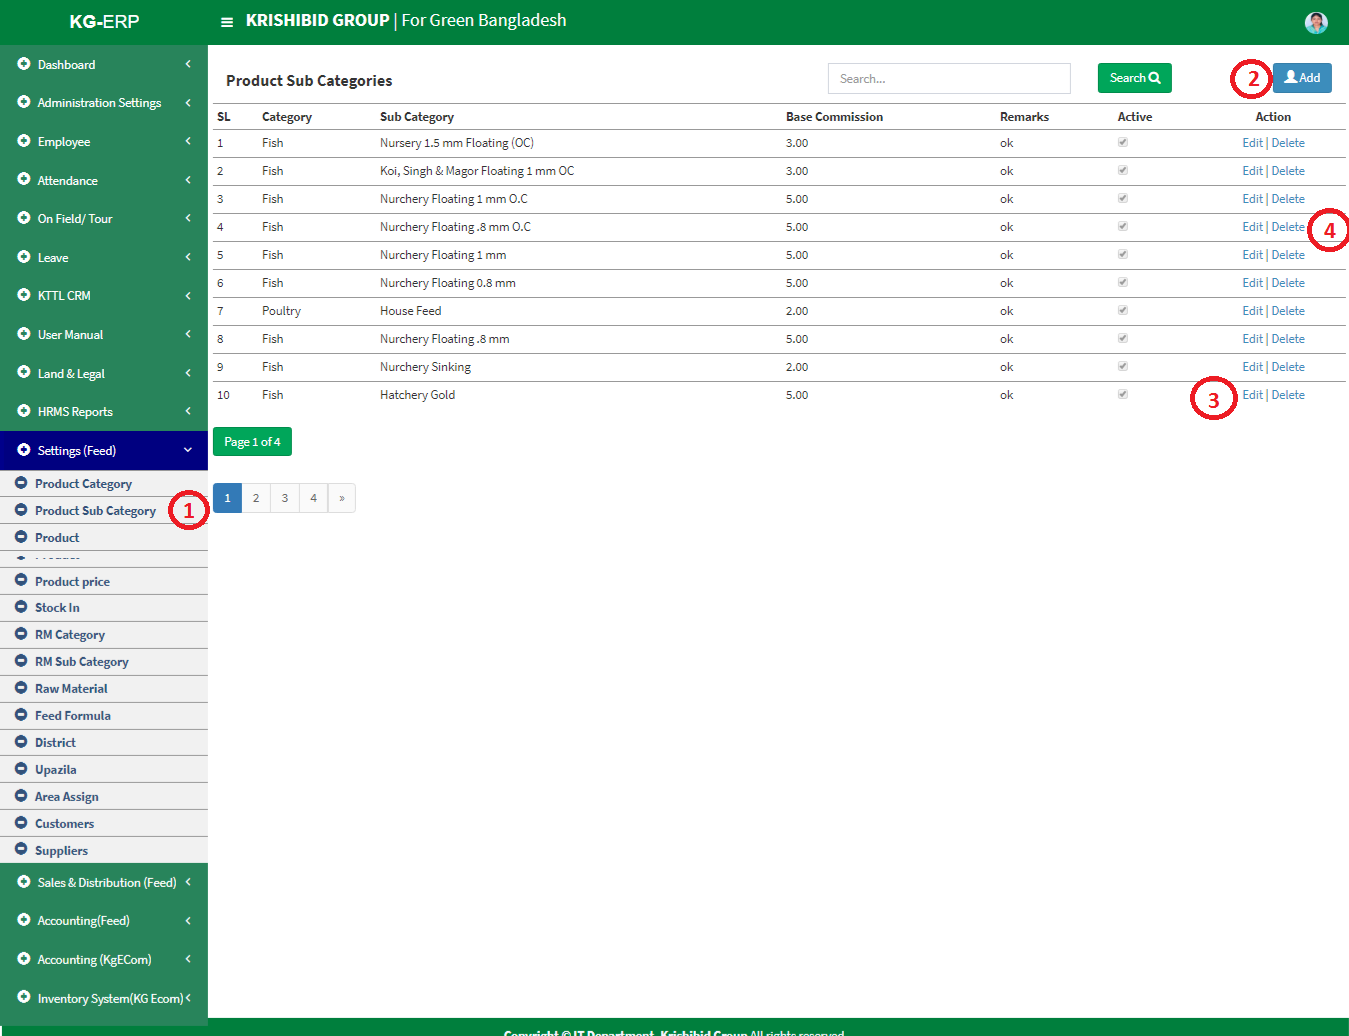 KG-ERP
KRISHIBID GROUP | For Green Bangladesh
Dashboard
Administration Settings
Employee
Attendance
On Field/ Tour
Leave
KTTL CRM
User Manual
Land & Legal
HRMS Reports
Settings (Feed)
Product Category
Product Sub Category 1
Product
Product price
Stock In
RM Category
RM Sub Category
Raw Material
Feed Formula
District
Upazila
Area Assign
Customers
Suppliers
Sales & Distribution (Feed)
Accounting(Feed)
Accounting (KgECom)
Inventory System(KG Ecom)
Product Sub Categories Search... Search 2 Add
SL Category Sub Category Base Commission Remarks Active Action
1 Fish Nursery 1.5 mm Floating (OC) 3.00 ok Edit | Delete
2 Fish Koi, Singh & Magor Floating 1 mm OC 3.00 ok Edit | Delete
3 Fish Nurchery Floating 1 mm O.C 5.00 ok Edit | Delete
4 Fish Nurchery Floating .8 mm O.C 5.00 ok Edit | Delete 4
5 Fish Nurchery Floating 1 mm 5.00 ok Edit | Delete
6 Fish Nurchery Floating 0.8 mm 5.00 ok Edit | Delete
7 Poultry House Feed 2.00 ok Edit | Delete
8 Fish Nurchery Floating .8 mm 5.00 ok Edit | Delete
9 Fish Nurchery Sinking 2.00 ok Edit | Delete
10 Fish Hatchery Gold 5.00 ok 3 Edit | Delete
Page 1 of 4
1 2 3 4 »
Copyright © IT Department, Krishibid Group All rights reserved